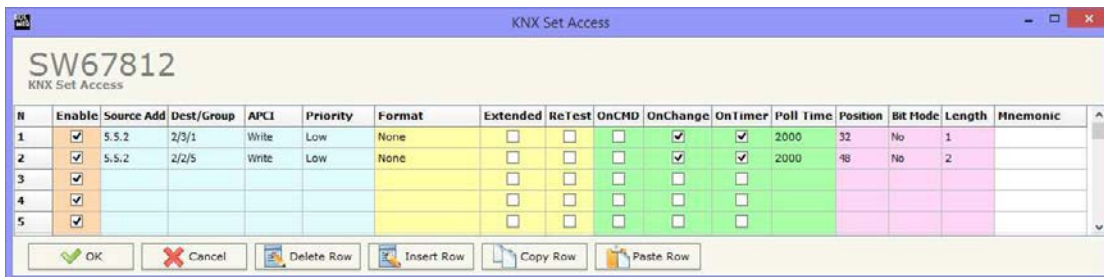 KNX Set Access
SW67812
KNX Set Access
N Enable Source Add Dest/Group APCI Priority Format Extended ReTest OnCMD OnChange OnTimer Poll Time Position Bit Mode Length Mnemonic
1 5.5.2 2/3/1 Write Low None 2000 32 No 1
2 5.5.2 2/2/5 Write Low None 2000 48 No 2
3
4
5
OK Cancel Delete Row Insert Row Copy Row Paste Row